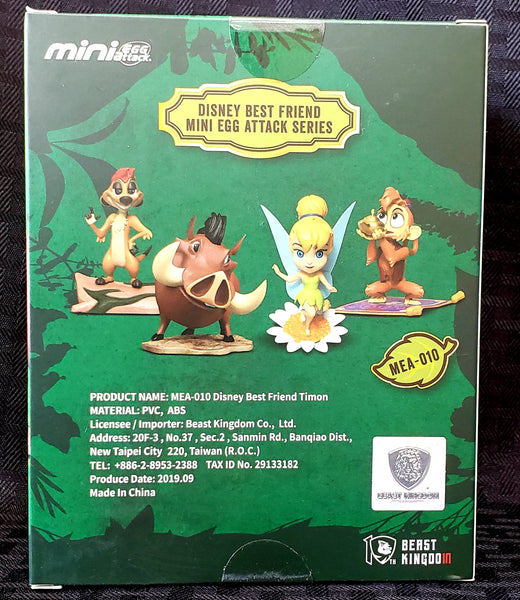 mini EGG attack.
DISNEY BEST FRIEND
MINI EGG ATTACK SERIES
MEA-010
PRODUCT NAME: MEA-010 Disney Best Friend Timon
MATERIAL: PVC, ABS
Licensee / Importer: Beast Kingdom Co., Ltd.
Address: 20F-3 , No.37 , Sec.2 , Sanmin Rd., Banqiao Dist.,
New Taipei City 220, Taiwan (R.O.C.)
TEL: +886-2-8953-2388 TAX ID No. 29133182
Produce Date: 2019.09
Made In China
BEAST KINGDOM
10TH BEAST
KINGDOM